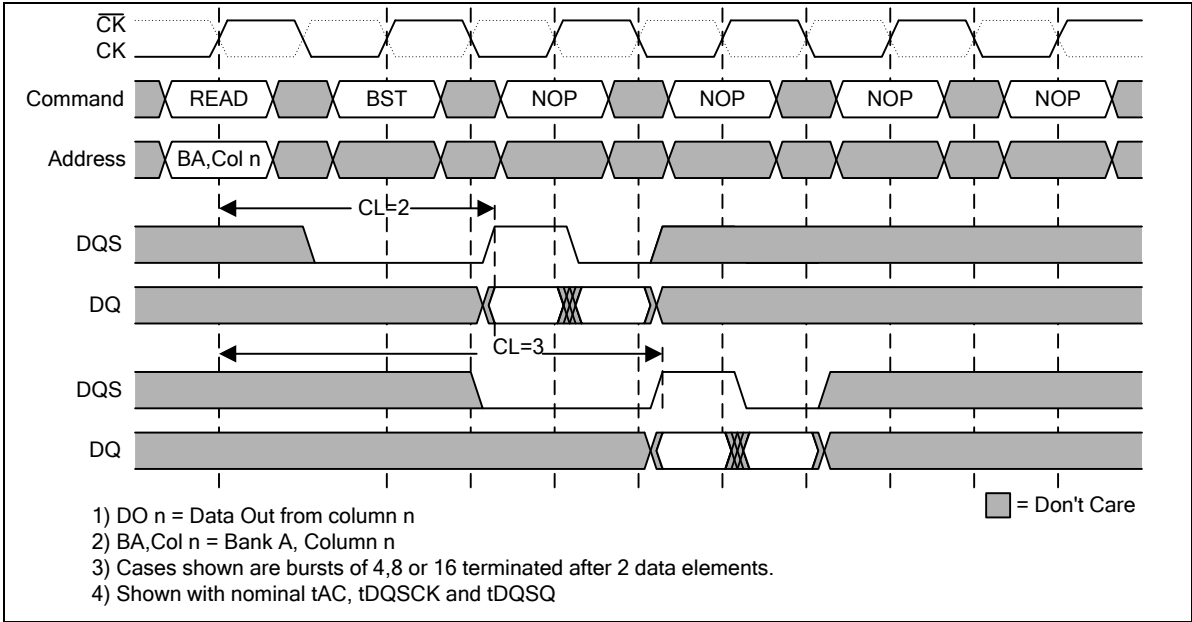 CK
CK
Command READ BST NOP NOP NOP NOP
Address BA,Col n
CL=2
DQS
DQ
CL=3
DQS
DQ
= Don't Care
1) DO n = Data Out from column n
2) BA,Col n = Bank A, Column n
3) Cases shown are bursts of 4,8 or 16 terminated after 2 data elements.
4) Shown with nominal tAC, tDQSCK and tDQSQ